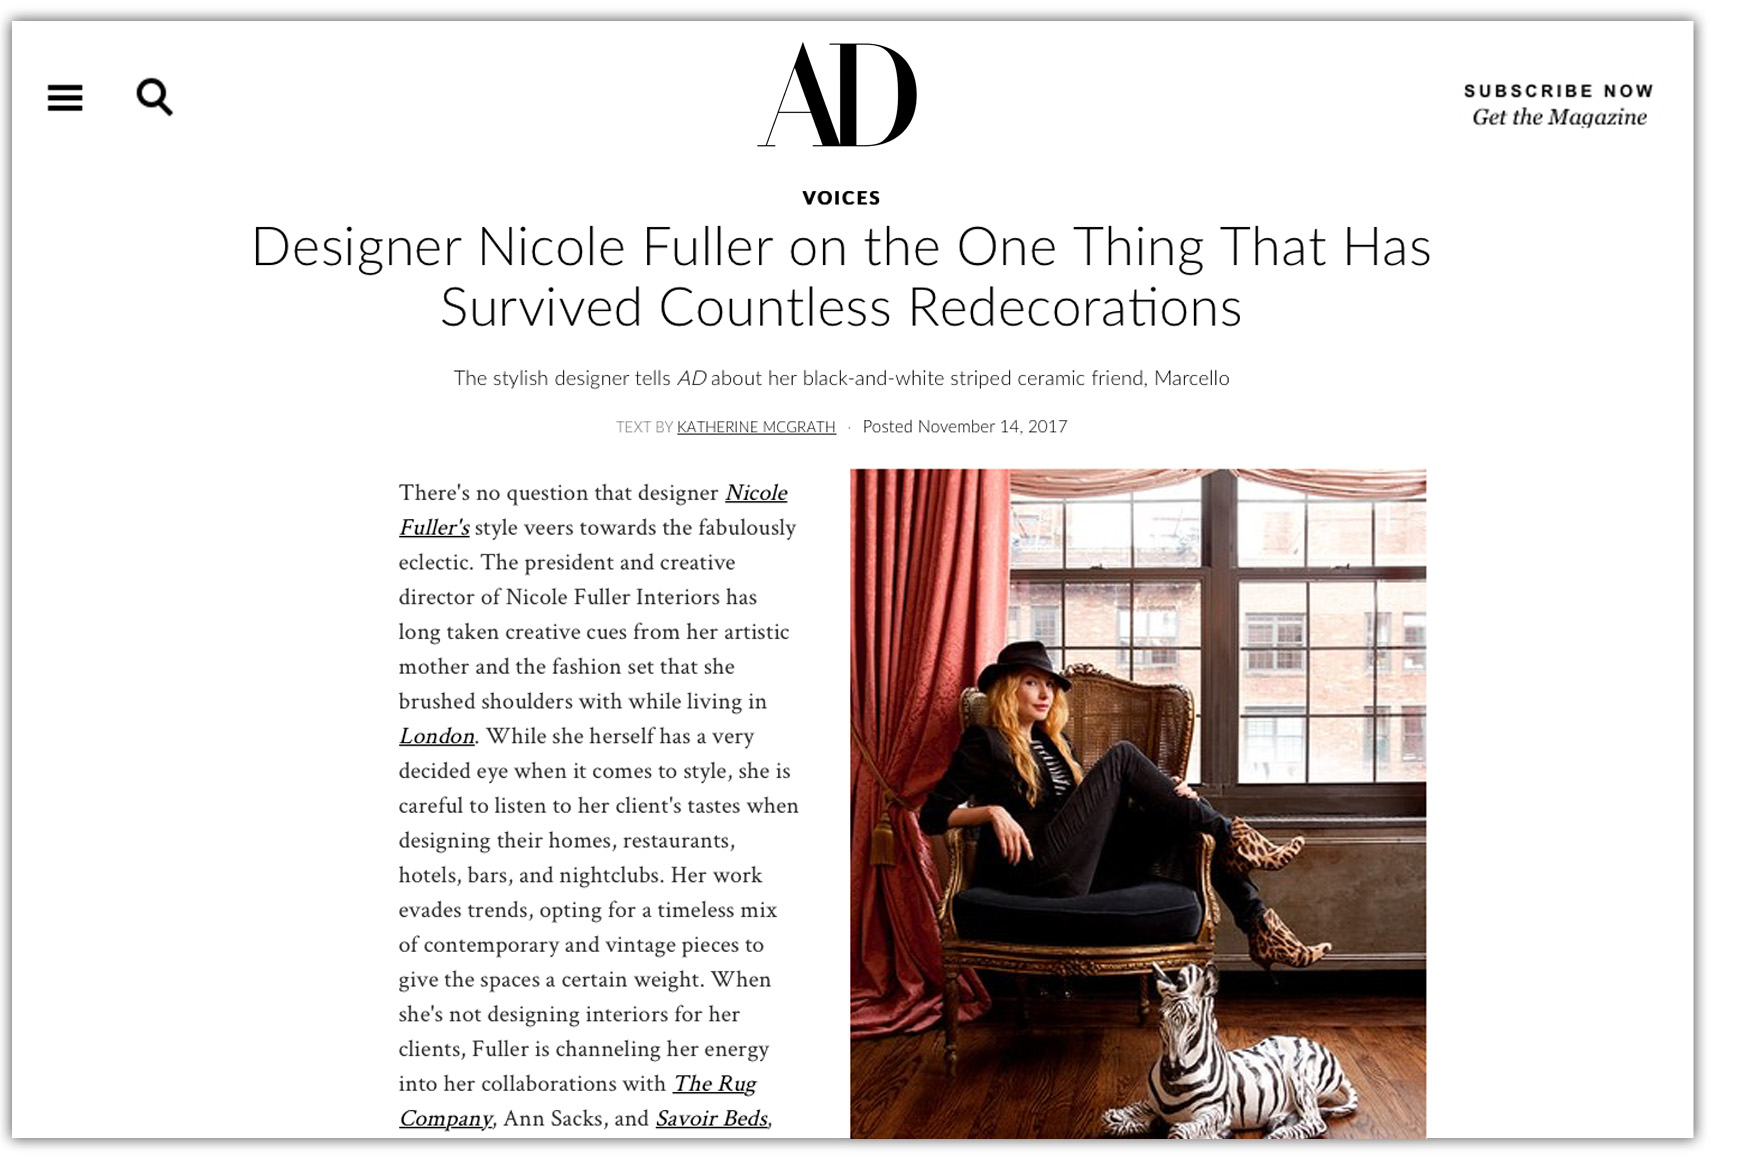 AD
SUBSCRIBE NOW
Get the Magazine
VOICES
Designer Nicole Fuller on the One Thing That Has
Survived Countless Redecorations
The stylish designer tells AD about her black-and-white striped ceramic friend, Marcello
TEXT BY KATHERINE MCGRATH · Posted November 14, 2017
There's no question that designer Nicole
Fuller's style veers towards the fabulously
eclectic. The president and creative
director of Nicole Fuller Interiors has
long taken creative cues from her artistic
mother and the fashion set that she
brushed shoulders with while living in
London. While she herself has a very
decided eye when it comes to style, she is
careful to listen to her client's tastes when
designing their homes, restaurants,
hotels, bars, and nightclubs. Her work
evades trends, opting for a timeless mix
of contemporary and vintage pieces to
give the spaces a certain weight. When
she's not designing interiors for her
clients, Fuller is channeling her energy
into her collaborations with The Rug
Company, Ann Sacks, and Savoir Beds,